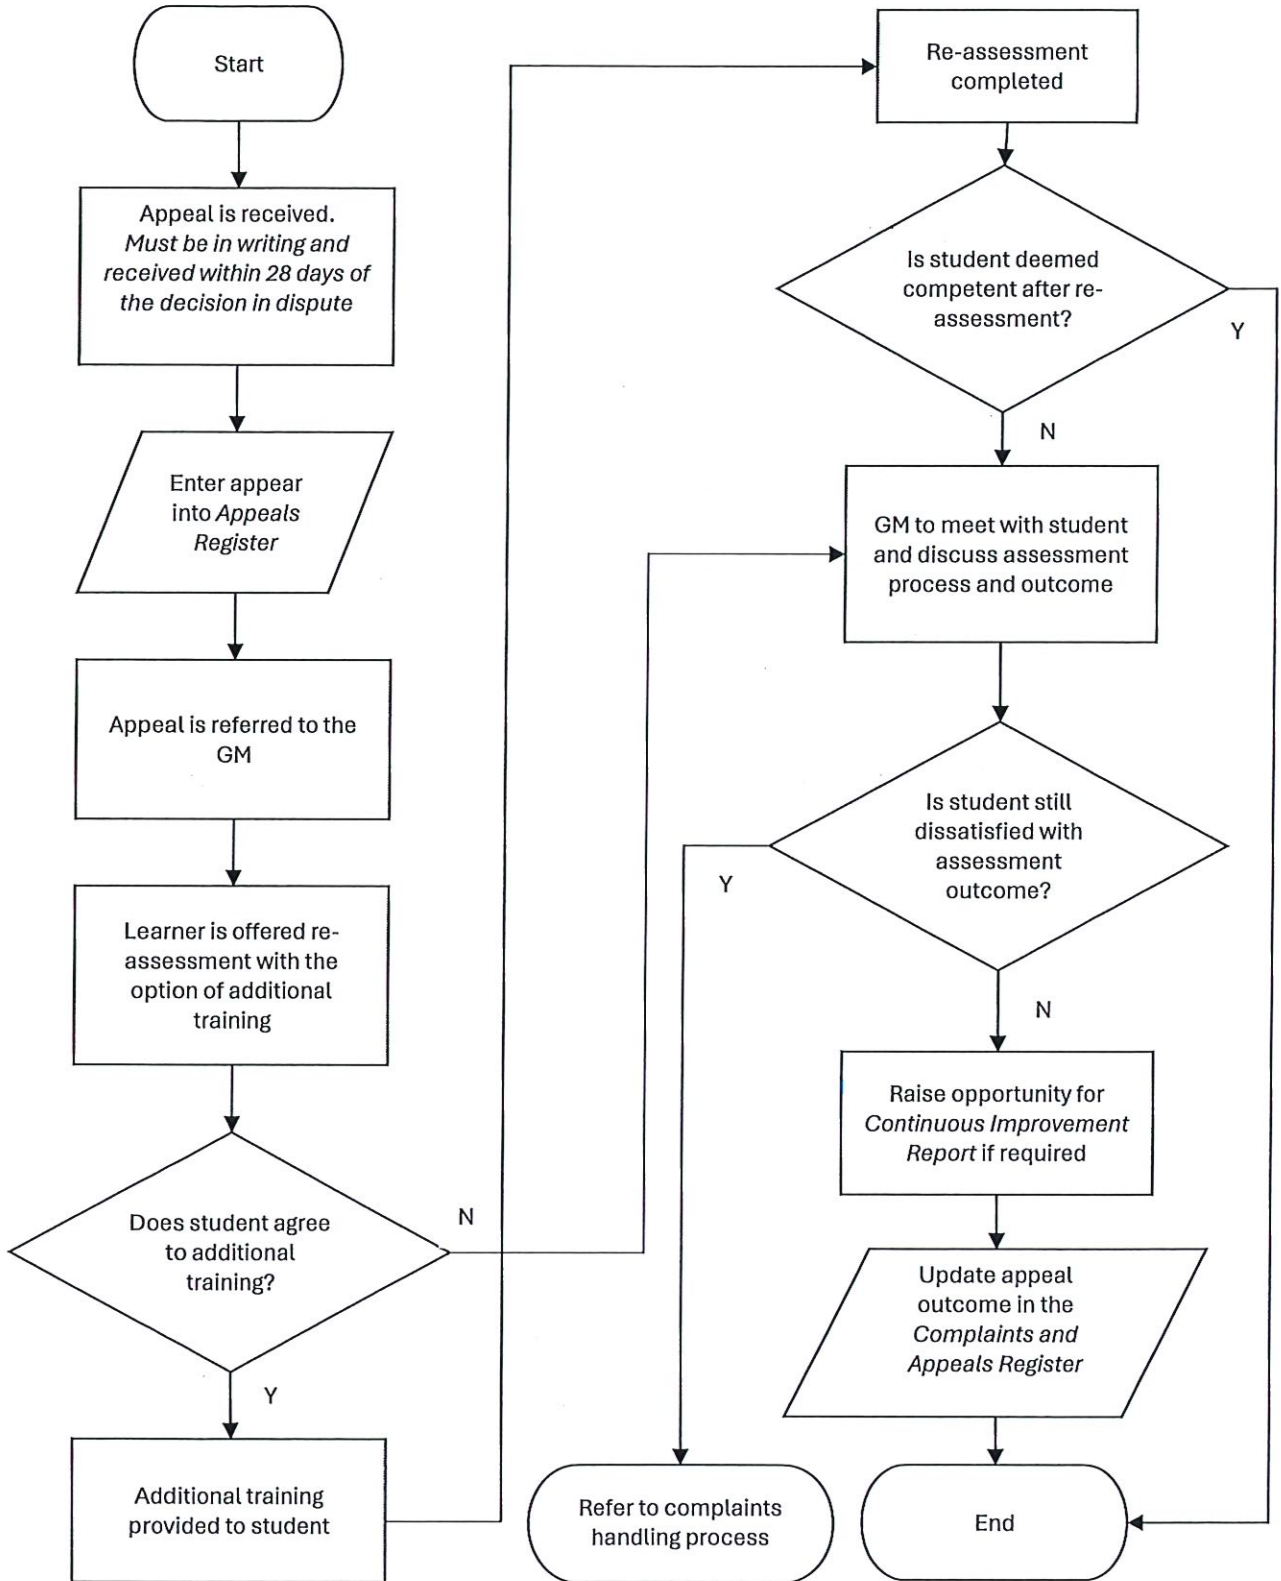 Start
Appeal is received.
Must be in writing and
received within 28 days of
the decision in dispute
Enter appear
into Appeals
Register
Appeal is referred to the
GM
Learner is offered re-
assessment with the
option of additional
training
Does student agree
to additional
training?
N
Y
Additional training
provided to student
Re-assessment
completed
Is student deemed
competent after re-
assessment?
Y
N
GM to meet with student
and discuss assessment
process and outcome
Is student still
dissatisfied with
assessment
outcome?
Y
N
Raise opportunity for
Continuous Improvement
Report if required
Update appeal
outcome in the
Complaints and
Appeals Register
Refer to complaints
handling process
End